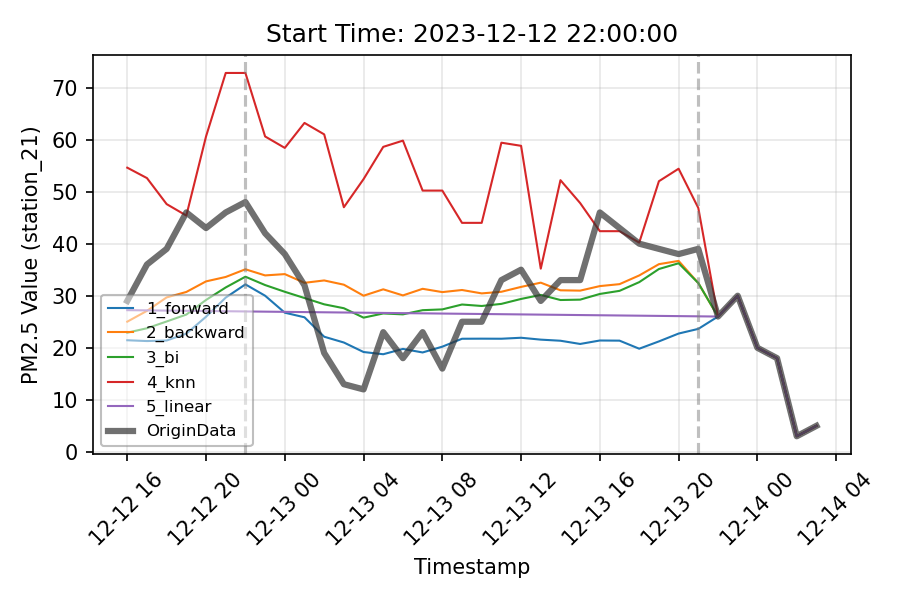 Start Time: 2023-12-12 22:00:00
PM2.5 Value (station_21)
70
60
50
40
30
20
10
0
1_forward
2_backward
3_bi
4_knn
5_linear
OriginData
12-12 16
12-12 20
12-13 00
12-13 04
12-13 08
12-13 12
12-13 16
12-13 20
12-14 00
12-14 04
Timestamp